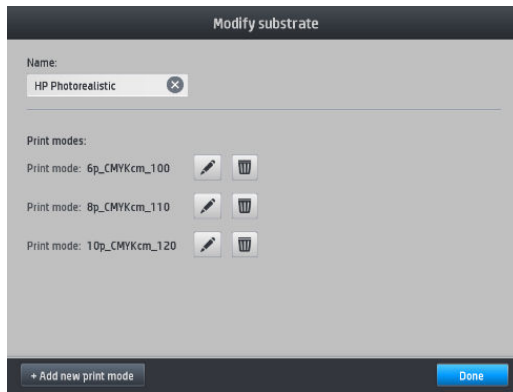 Modify substrate
Name:
HP Photorealistic
Print modes:
Print mode: 6p_CMYKcm_100
Print mode: 8p_CMYKcm_110
Print mode: 10p_CMYKcm_120
+ Add new print mode
Done